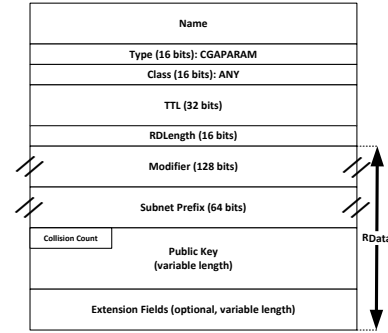 Name
Type (16 bits): CGAPARAM
Class (16 bits): ANY
TTL (32 bits)
RDLength (16 bits)
Modifier (128 bits)
Subnet Prefix (64 bits)
Collision Count
Public Key
(variable length)
Extension Fields (optional, variable length)
RData